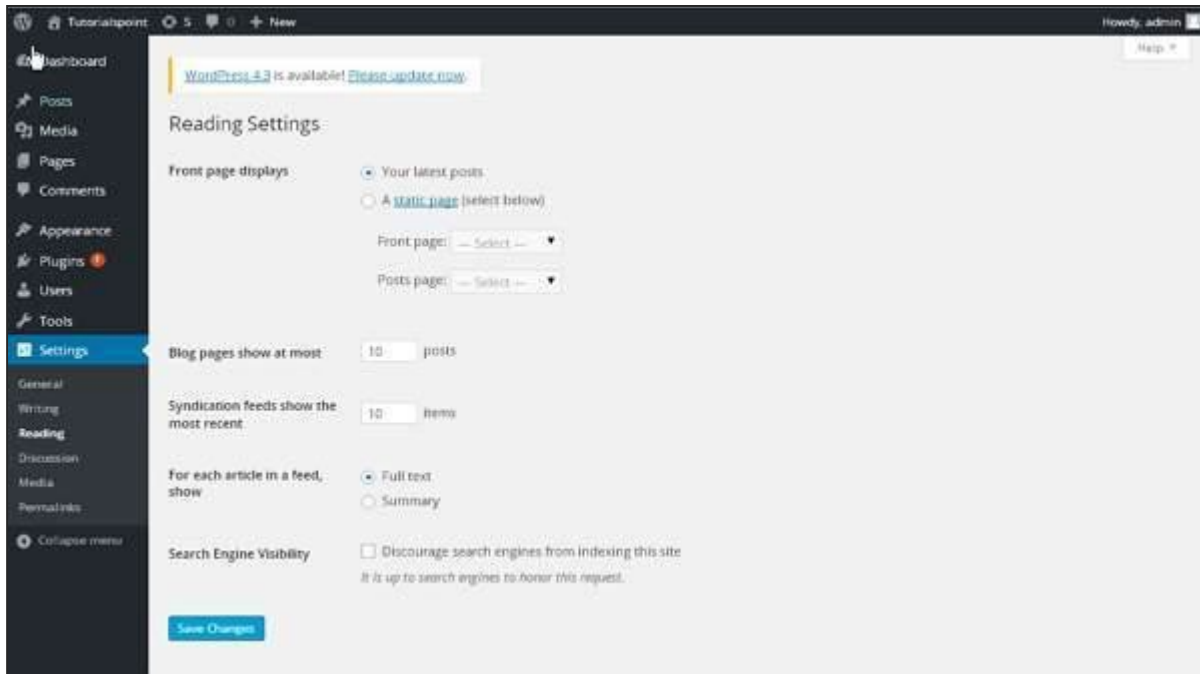 Tutorialspoint 5 0 + New Howdy, admin
Help ▼
Dashboard
Posts
Media
Pages
Comments
Appearance
Plugins 1
Users
Tools
Settings
General
Writing
Reading
Discussion
Media
Permalinks
Collapse menu
WordPress 4.3 is available! Please update now.
Reading Settings
Front page displays
Your latest posts
A static page (select below)
Front page: — Select — ▼
Posts page: — Select — ▼
Blog pages show at most 10 posts
Syndication feeds show the
most recent
10 items
For each article in a feed,
show
Full text
Summary
Search Engine Visibility
Discourage search engines from indexing this site
It is up to search engines to honor this request.
Save Changes